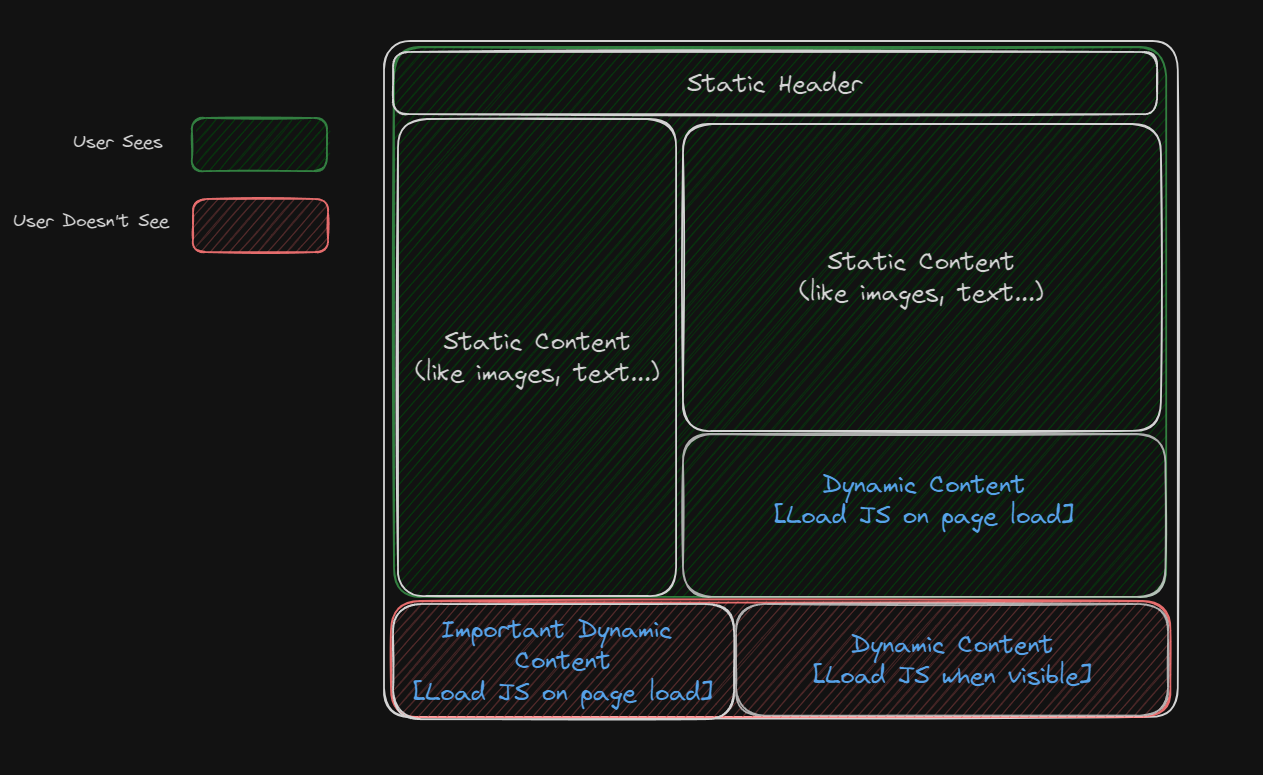 Static Header
User Sees
User Doesn't See
Static Content
(like images, text...)
Static Content
(like images, text...)
Dynamic Content
[Load JS on page load]
Important Dynamic
Content
[Load JS on page load]
Dynamic Content
[Load JS when visible]